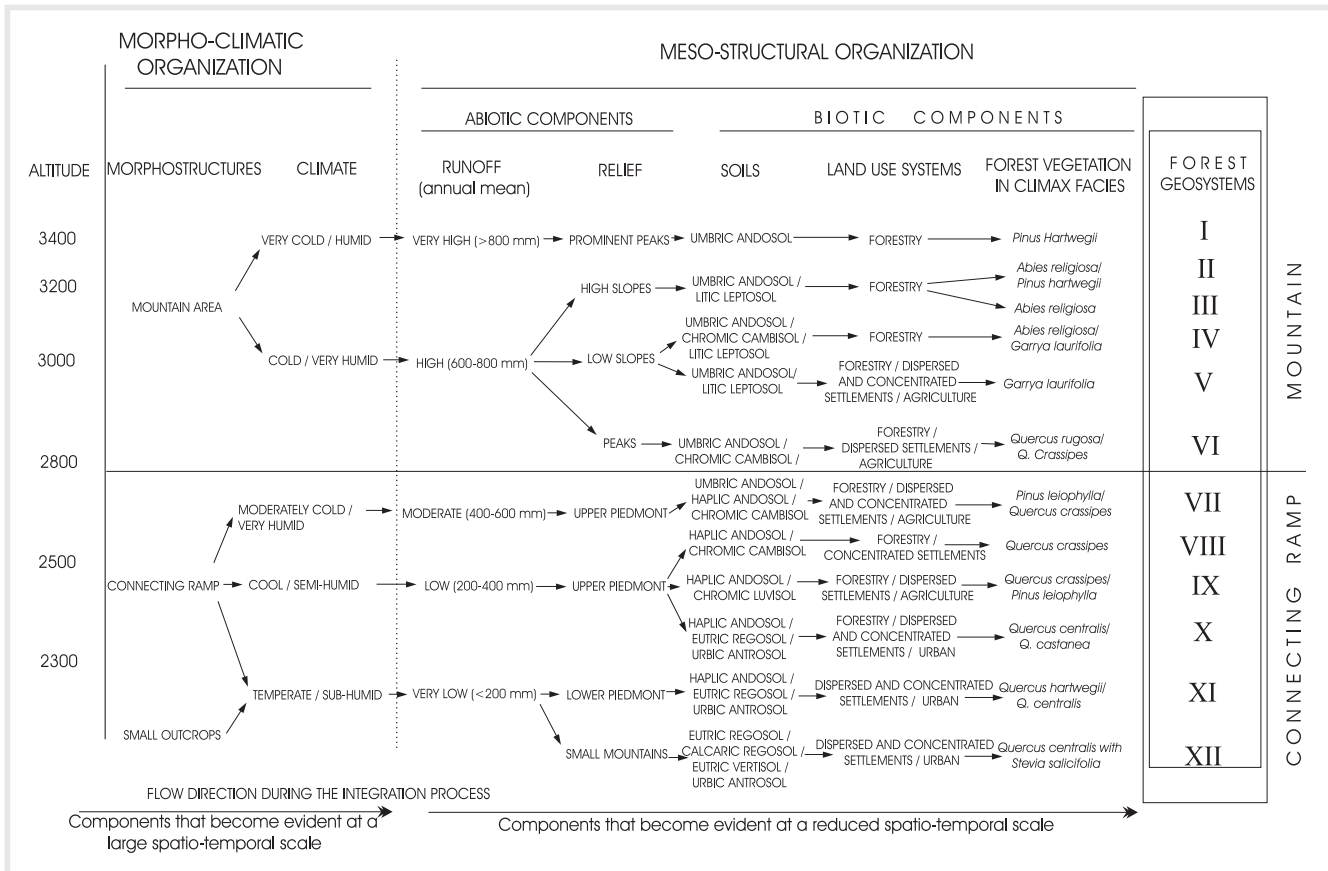 MORPHO-CLIMATIC
ORGANIZATION
MESO-STRUCTURAL ORGANIZATION
ABIOTIC COMPONENTS
BIOTIC COMPONENTS
ALTITUDE
MORPHOSTRUCTURES
CLIMATE
RUNOFF
(annual mean)
RELIEF
SOILS
LAND USE SYSTEMS
FOREST VEGETATION
IN CLIMAX FACIES
FOREST
GEOSYSTEMS
3400
VERY COLD / HUMID
VERY HIGH (>800 mm)
PROMINENT PEAKS
UMBRIC ANDOSOL
FORESTRY
Pinus Hartwegii
I
3200
MOUNTAIN AREA
HIGH SLOPES
UMBRIC ANDOSOL /
LITIC LEPTOSOL
FORESTRY
Abies religiosa/
Pinus hartwegii
II
Abies religiosa
III
3000
COLD / VERY HUMID
HIGH (600-800 mm)
LOW SLOPES
UMBRIC ANDOSOL /
CHROMIC CAMBISOL /
LITIC LEPTOSOL
FORESTRY
Abies religiosa/
Garrya laurifolia
IV
UMBRIC ANDOSOL/
LITIC LEPTOSOL
FORESTRY / DISPERSED
AND CONCENTRATED
SETTLEMENTS / AGRICULTURE
Garrya laurifolia
V
2800
PEAKS
UMBRIC ANDOSOL /
CHROMIC CAMBISOL /
FORESTRY /
DISPERSED SETTLEMENTS /
AGRICULTURE
Quercus rugosa/
Q. Crassipes
VI
MOUNTAIN
MODERATELY COLD /
VERY HUMID
MODERATE (400-600 mm)
UPPER PIEDMONT
UMBRIC ANDOSOL /
HAPLIC ANDOSOL /
CHROMIC CAMBISOL
FORESTRY / DISPERSED
AND CONCENTRATED
SETTLEMENTS / AGRICULTURE
Pinus leiophylla/
Quercus crassipes
VII
2500
HAPLIC ANDOSOL /
CHROMIC CAMBISOL
FORESTRY /
CONCENTRATED SETTLEMENTS
Quercus crassipes
VIII
CONNECTING RAMP
COOL / SEMI-HUMID
LOW (200-400 mm)
UPPER PIEDMONT
HAPLIC ANDOSOL /
CHROMIC LUVISOL
FORESTRY / DISPERSED
SETTLEMENTS / AGRICULTURE
Quercus crassipes/
Pinus leiophylla
IX
2300
HAPLIC ANDOSOL /
EUTRIC REGOSOL /
URBIC ANTROSOL
FORESTRY / DISPERSED
AND CONCENTRATED
SETTLEMENTS / URBAN
Quercus centralis/
Q. castanea
X
TEMPERATE / SUB-HUMID
VERY LOW (<200 mm)
LOWER PIEDMONT
HAPLIC ANDOSOL /
EUTRIC REGOSOL /
URBIC ANTROSOL
DISPERSED AND CONCENTRATED
SETTLEMENTS / URBAN
Quercus hartwegii/
Q. centralis
XI
SMALL OUTCROPS
SMALL MOUNTAINS
EUTRIC REGOSOL /
CALCARIC REGOSOL /
EUTRIC VERTISOL /
URBIC ANTROSOL
DISPERSED AND CONCENTRATED
SETTLEMENTS / URBAN
Quercus centralis with
Stevia salicifolia
XII
CONNECTING RAMP
FLOW DIRECTION DURING THE INTEGRATION PROCESS
Components that become evident at a
large spatio-temporal scale
Components that become evident at a reduced spatio-temporal scale